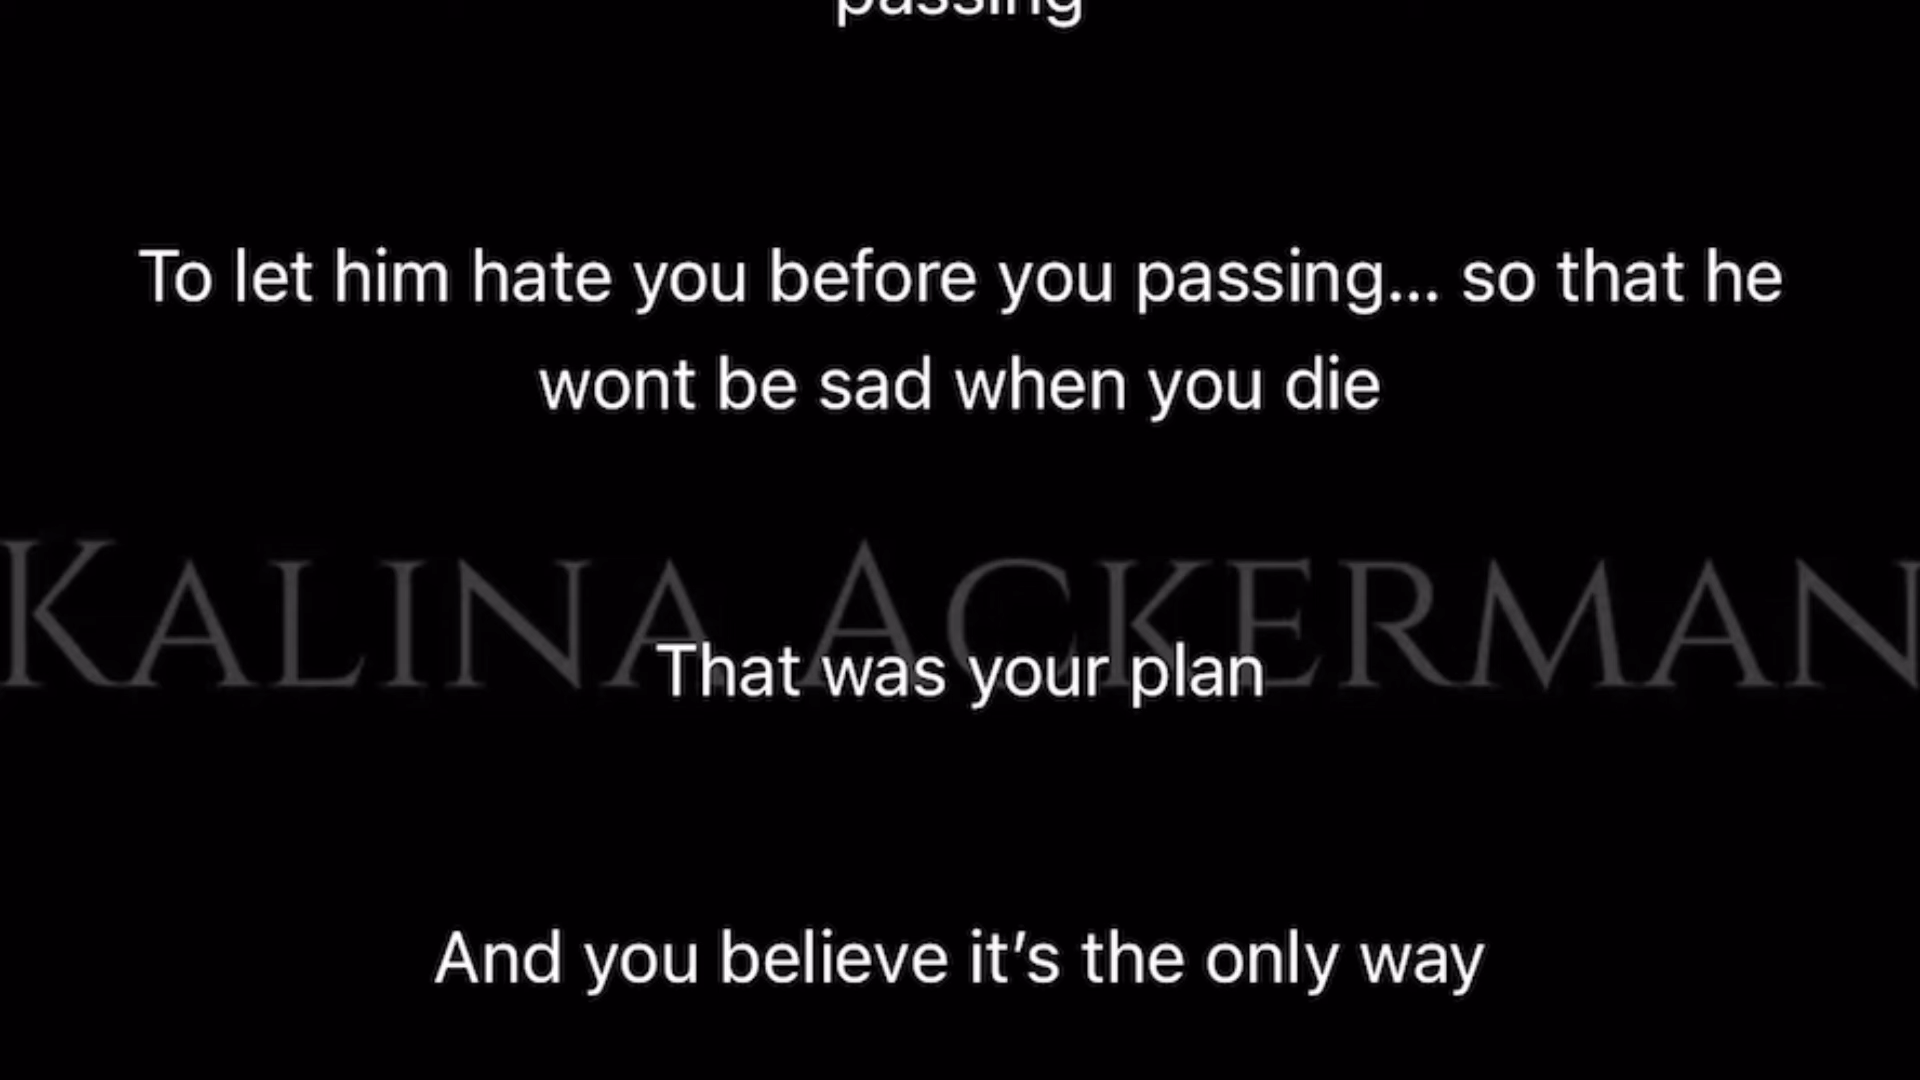 passing
To let him hate you before you passing... so that he
wont be sad when you die
KALINA ACKERMAN
That was your plan
And you believe it’s the only way